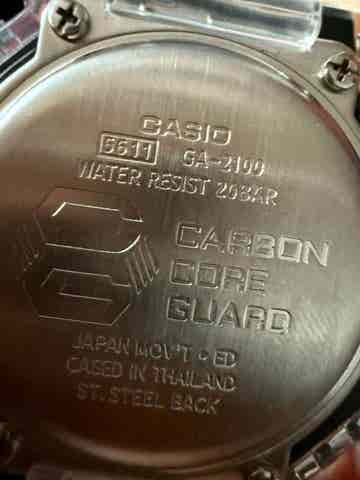 CASIO
5611 GA-2100
WATER RESIST 20BAR
CARBON
CORE
GUARD
JAPAN MOV'T ED
CASED IN THAILAND
ST. STEEL BACK